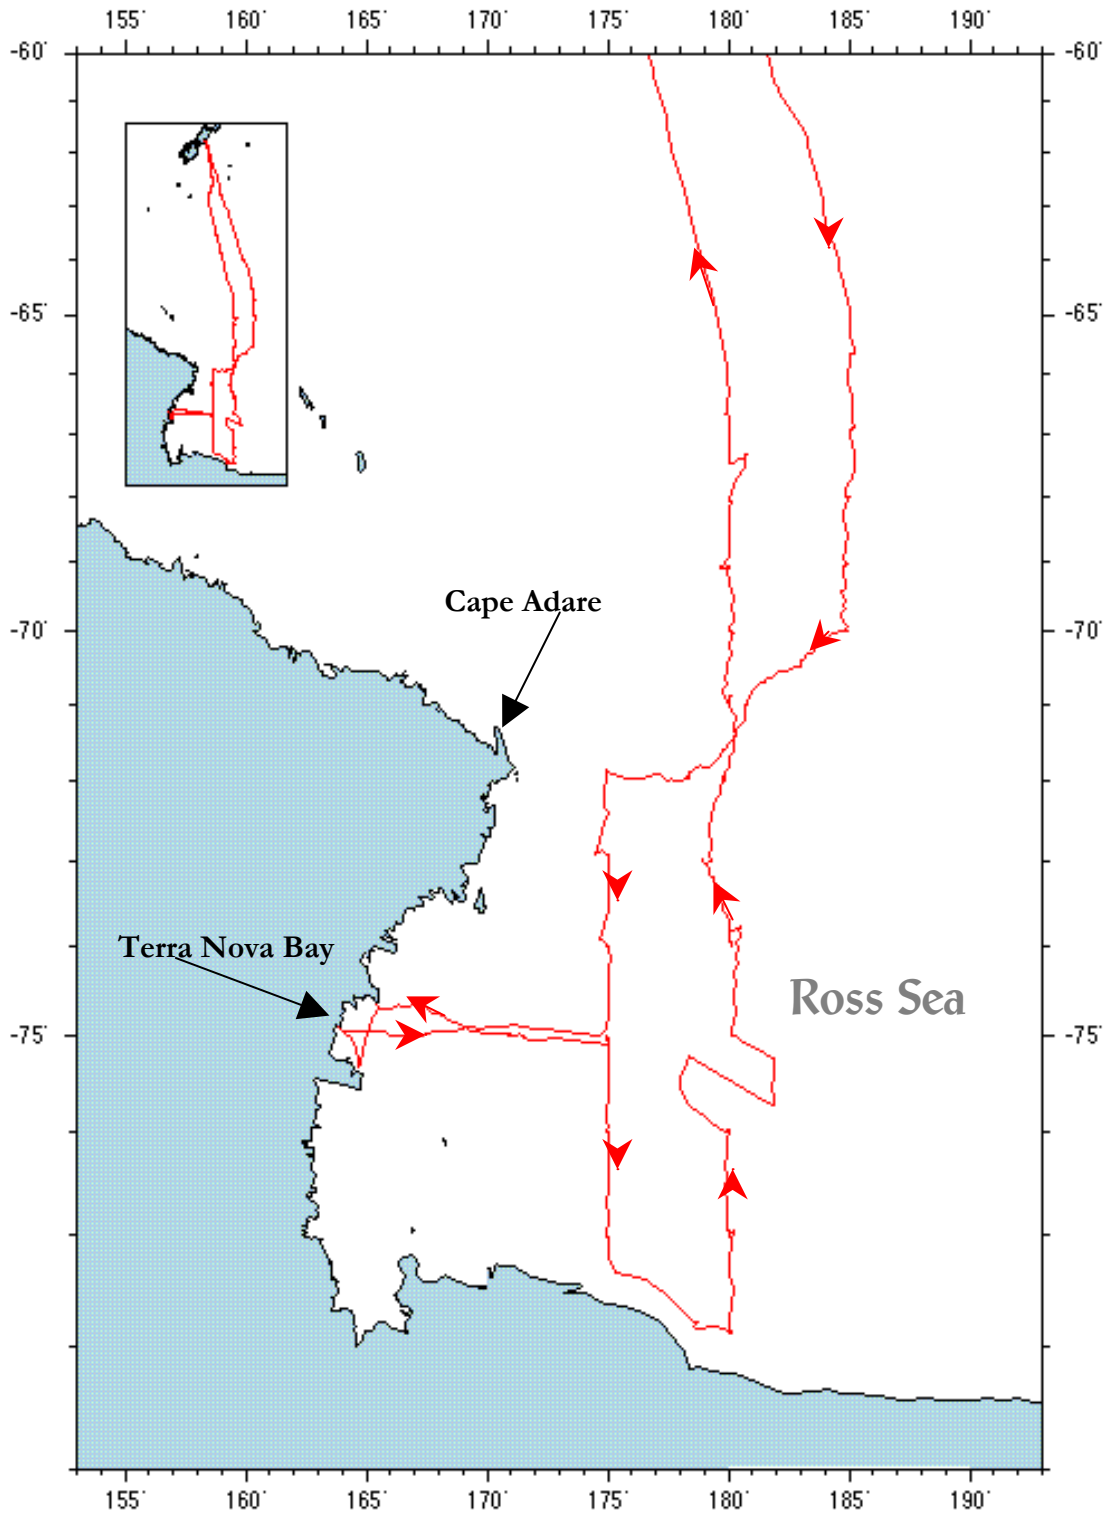 155' 160' 165' 170' 175' 180' 185' 190'
-60' -60'
-65' -65'
Cape Adare
-70' -70'
Terra Nova Bay
Ross Sea
-75' -75'
155' 160' 165' 170' 175' 180' 185' 190'